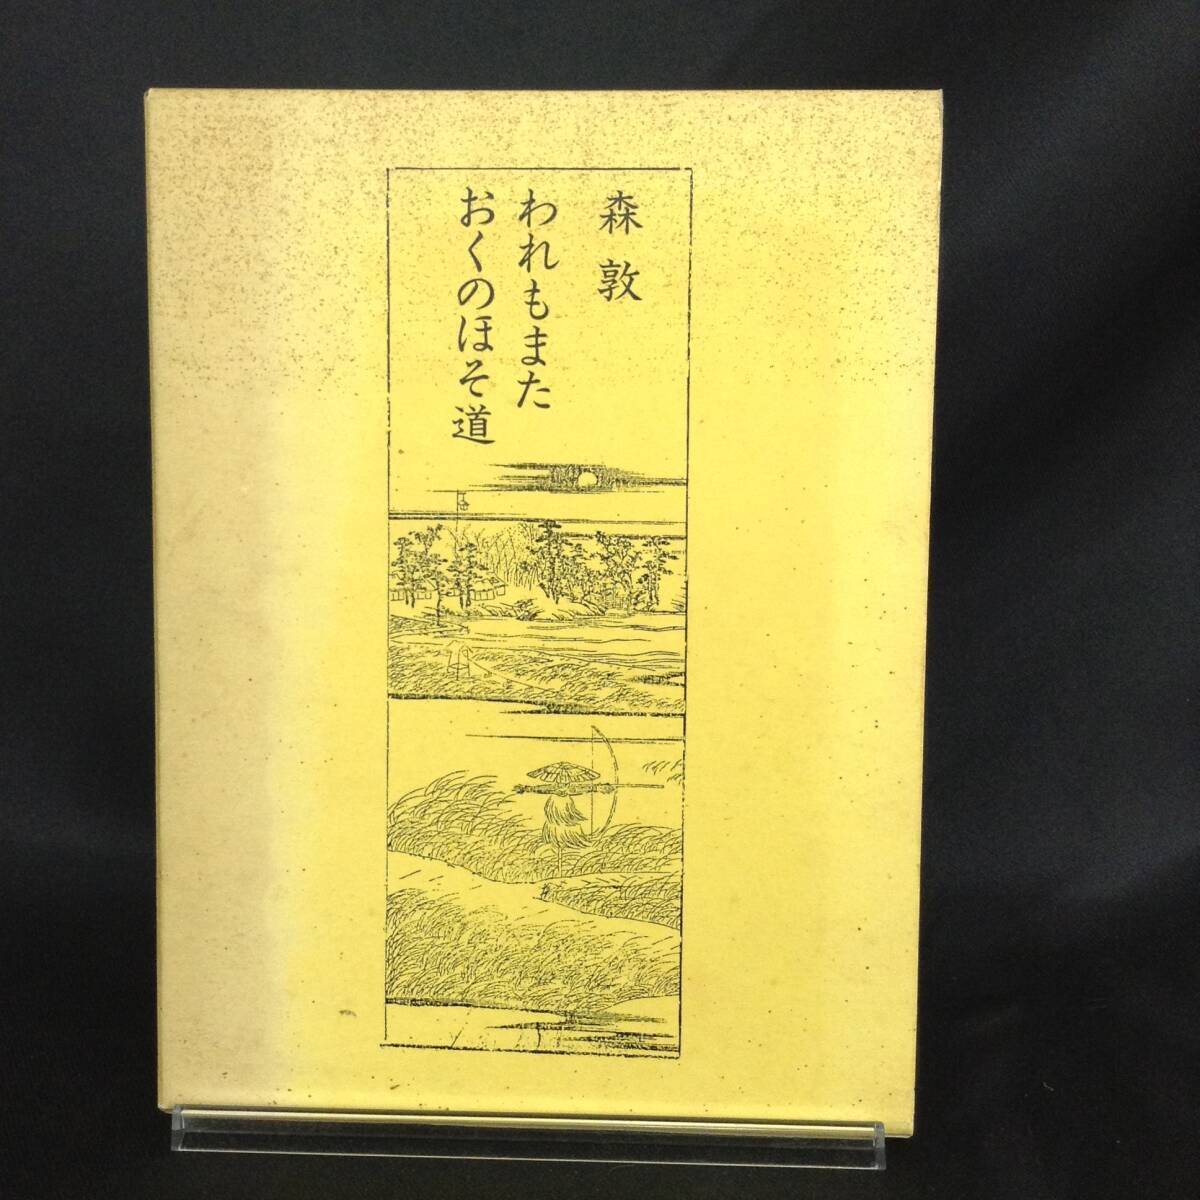 森 敦
われもまた
おくのほそ道